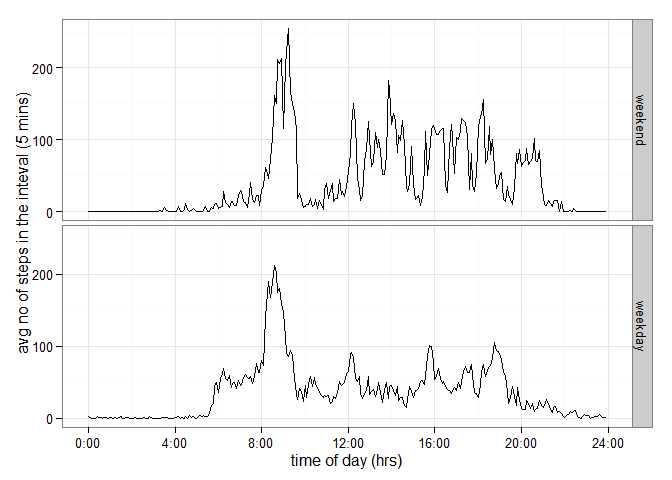 avg no of steps in the inteval (5 mins)
200
100
0
weekend
200
100
0
weekday
0:00 4:00 8:00 12:00 16:00 20:00 24:00
time of day (hrs)